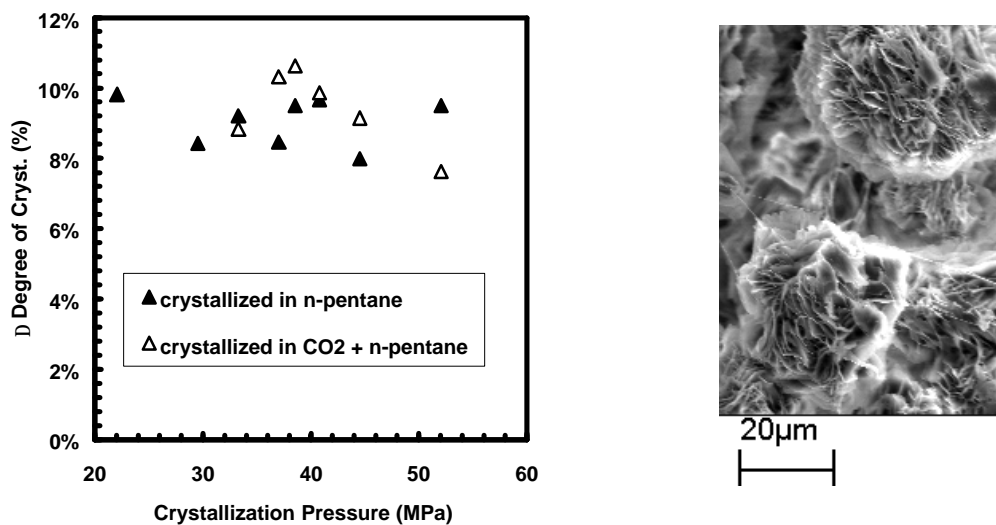 12%
10%
8%
6%
4%
2%
0%
D Degree of Cryst. (%)
crystallized in n-pentane
crystallized in CO2 + n-pentane
20 30 40 50 60
Crystallization Pressure (MPa)
20µm